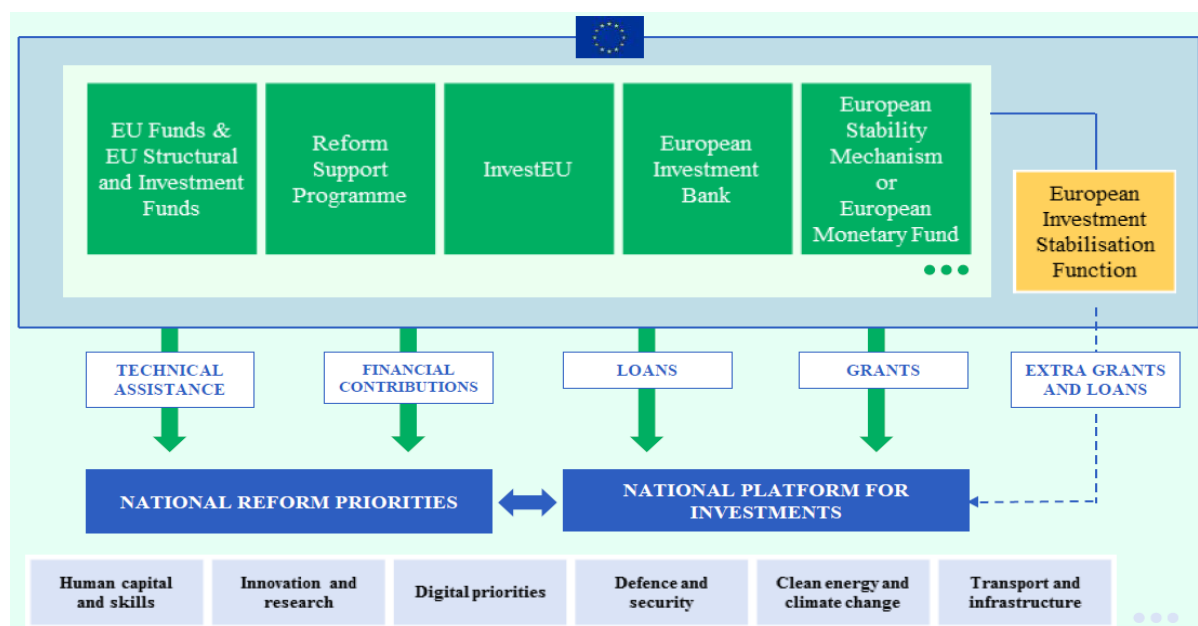 EU Funds &
EU Structural
and Investment
Funds
Reform
Support
Programme
InvestEU
European
Investment
Bank
European
Stability
Mechanism
or
European
Monetary Fund
European
Investment
Stabilisation
Function
TECHNICAL
ASSISTANCE
FINANCIAL
CONTRIBUTIONS
LOANS
GRANTS
EXTRA GRANTS
AND LOANS
NATIONAL REFORM PRIORITIES
NATIONAL PLATFORM FOR
INVESTMENTS
Human capital
and skills
Innovation and
research
Digital priorities
Defence and
security
Clean energy and
climate change
Transport and
infrastructure